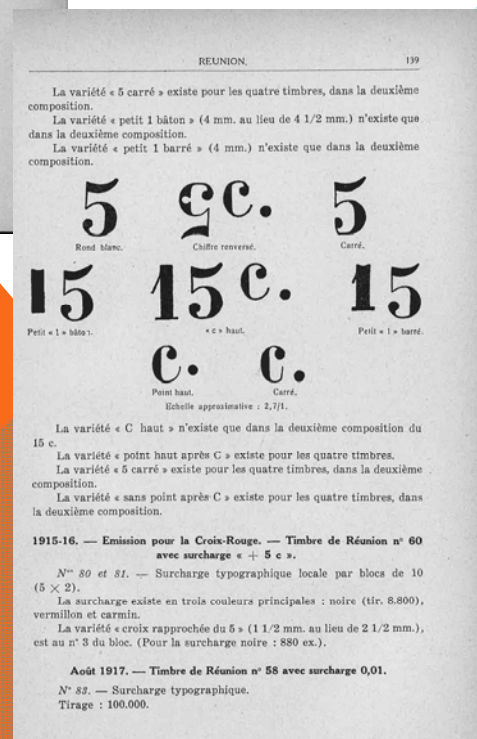 REUNION.
139
La variété « 5 carré » existe pour les quatre timbres, dans la deuxième
composition.
La variété « petit 1 bâton » (4 mm. au lieu de 4 1/2 mm.) n'existe que
dans la deuxième composition.
La variété « petit 1 barré » (4 mm.) n'existe que dans la deuxième
composition.
5 5c. 5
Rond blanc. Chiffre renversé. Carré.
15 15 c. 15
Petit « 1 » bâton. « c » haut. Petit « 1 » barré.
c. c.
Point haut. Carré.
Echelle approximative : 2,7/1.
La variété « C haut » n'existe que dans la deuxième composition du
15 c.
La variété « point haut après C » existe pour les quatre timbres.
La variété « 5 carré » existe pour les quatre timbres, dans la deuxième
composition.
La variété « sans point après C » existe pour les quatre timbres, dans
la deuxième composition.
1915-16. — Emission pour la Croix-Rouge. — Timbre de Réunion n° 60
avec surcharge « + 5 c ».
Nos 80 et 81. — Surcharge typographique locale par blocs de 10
(5 × 2).
La surcharge existe en trois couleurs principales : noire (tir. 8.800),
vermillon et carmin.
La variété « croix rapprochée du 5 » (1 1/2 mm. au lieu de 2 1/2 mm.),
est au n° 3 du bloc. (Pour la surcharge noire : 880 ex.).
Août 1917. — Timbre de Réunion n° 58 avec surcharge 0,01.
N° 83. — Surcharge typographique.
Tirage : 100.000.